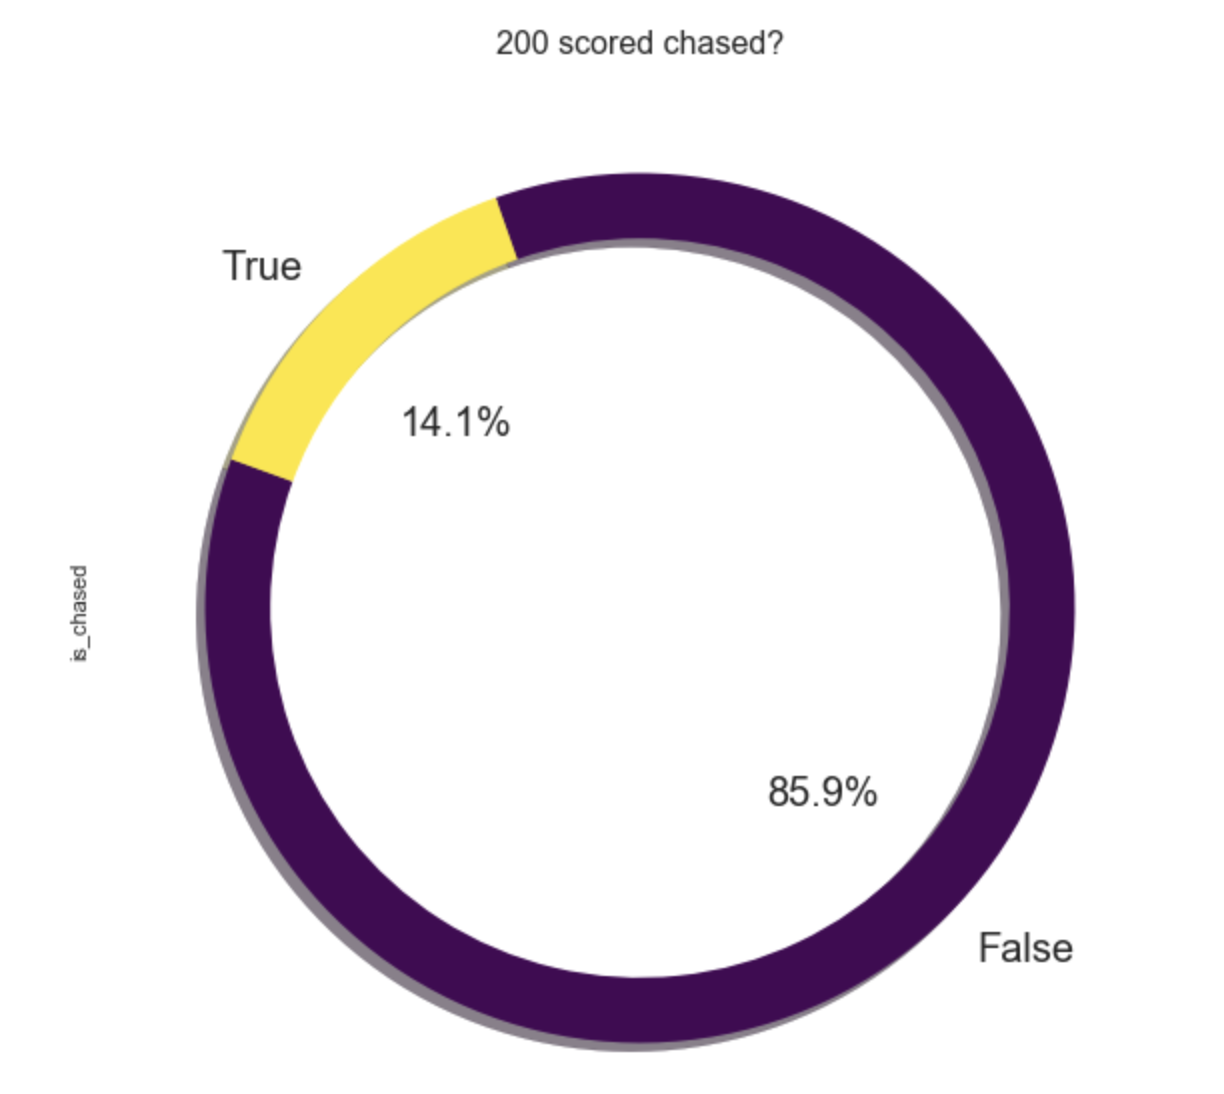 200 scored chased?
True
14.1%
is_chased
85.9%
False